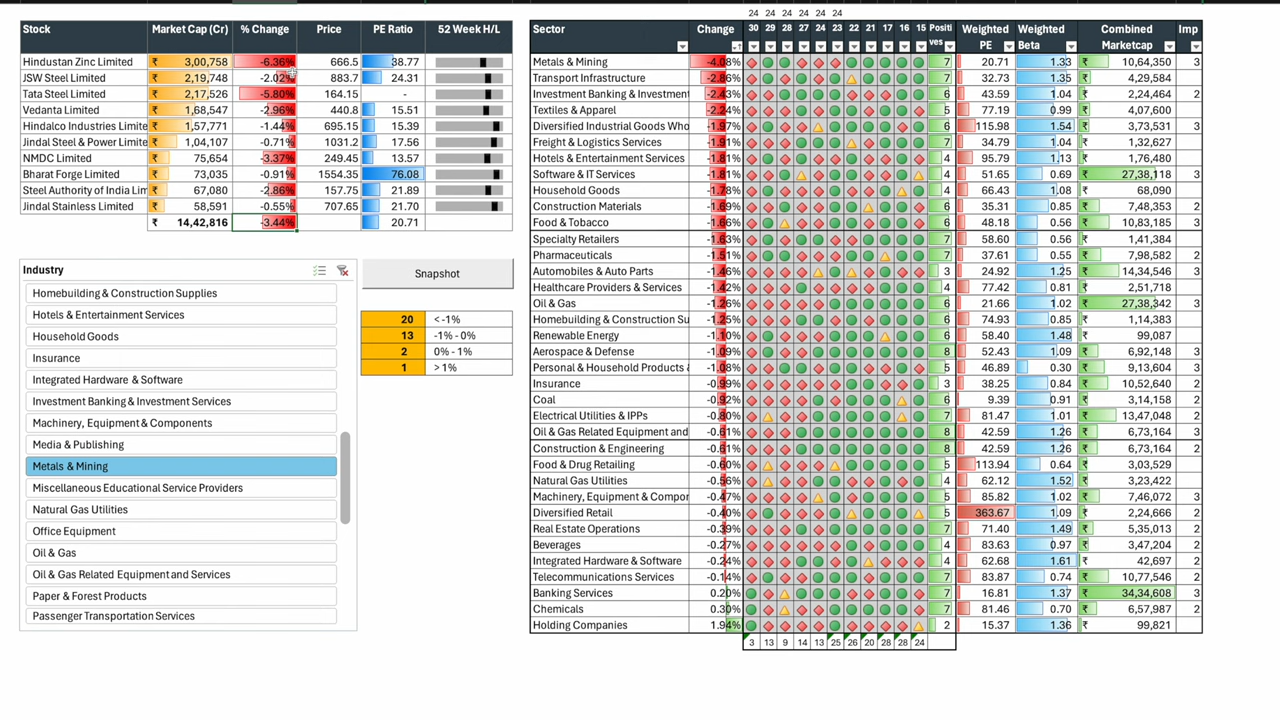 24 24 24 24 24 23
Stock Market Cap (Cr) % Change Price PE Ratio 52 Week H/L
Hindustan Zinc Limited ₹ 3,00,758 -6.36% 666.5 38.77
JSW Steel Limited ₹ 2,19,748 -2.02% 883.7 24.31
Tata Steel Limited ₹ 2,17,526 -5.80% 164.15 -
Vedanta Limited ₹ 1,68,547 -2.96% 440.8 15.51
Hindalco Industries Limite ₹ 1,57,771 -1.44% 695.15 15.39
Jindal Steel & Power Limite ₹ 1,04,107 -0.71% 1031.2 17.56
NMDC Limited ₹ 75,654 -3.37% 249.45 13.57
Bharat Forge Limited ₹ 73,035 -0.91% 1554.35 76.08
Steel Authority of India Lim ₹ 67,080 -2.86% 157.75 21.89
Jindal Stainless Limited ₹ 58,591 -0.55% 707.65 21.70
₹ 14,42,816 -3.44% 20.71
Industry
Homebuilding & Construction Supplies
Hotels & Entertainment Services
Household Goods
Insurance
Integrated Hardware & Software
Investment Banking & Investment Services
Machinery, Equipment & Components
Media & Publishing
Metals & Mining
Miscellaneous Educational Service Providers
Natural Gas Utilities
Office Equipment
Oil & Gas
Oil & Gas Related Equipment and Services
Paper & Forest Products
Passenger Transportation Services
Snapshot
20 < -1%
13 -1% - 0%
2 0% - 1%
1 > 1%
Sector Change 30 29 28 27 24 23 22 21 17 16 15 Positi Weighted Weighted Combined Imp
ves PE Beta Marketcap
Metals & Mining -4.08% 7 20.71 1.33 ₹ 10,64,350 3
Transport Infrastructure -2.86% 7 32.73 1.35 ₹ 4,29,584
Investment Banking & Investment -2.43% 6 43.59 1.04 ₹ 2,24,464 2
Textiles & Apparel -2.24% 5 77.19 0.99 ₹ 4,07,600
Diversified Industrial Goods Who -1.97% 6 115.98 1.54 ₹ 3,73,531 3
Freight & Logistics Services -1.91% 7 34.79 1.04 ₹ 1,32,627
Hotels & Entertainment Services -1.81% 4 95.79 1.13 ₹ 1,76,480
Software & IT Services -1.81% 4 51.65 0.69 ₹ 27,38,118 3
Household Goods -1.78% 4 66.43 1.08 ₹ 68,090
Construction Materials -1.69% 6 35.31 0.85 ₹ 7,48,353 2
Food & Tobacco -1.66% 6 48.18 0.56 ₹ 10,83,185 3
Specialty Retailers -1.63% 7 58.60 0.56 ₹ 1,41,384
Pharmaceuticals -1.51% 7 37.61 0.55 ₹ 7,98,582 2
Automobiles & Auto Parts -1.46% 3 24.92 1.25 ₹ 14,34,546 3
Healthcare Providers & Services -1.42% 4 77.42 0.81 ₹ 2,51,718
Oil & Gas -1.26% 6 21.66 1.02 ₹ 27,38,342 3
Homebuilding & Construction Su -1.25% 6 74.93 0.85 ₹ 1,14,383
Renewable Energy -1.10% 6 58.40 1.48 ₹ 99,087
Aerospace & Defense -1.09% 8 52.43 1.09 ₹ 6,92,148 3
Personal & Household Products & -1.08% 5 46.89 0.30 ₹ 9,13,604 3
Insurance -0.99% 3 38.25 0.84 ₹ 10,52,640 2
Coal -0.92% 6 9.39 0.91 ₹ 3,14,158 2
Electrical Utilities & IPPs -0.80% 7 81.47 1.01 ₹ 13,47,048 2
Oil & Gas Related Equipment and -0.61% 8 42.59 1.26 ₹ 6,73,164 3
Construction & Engineering -0.61% 8 42.59 1.26 ₹ 6,73,164 2
Food & Drug Retailing -0.60% 5 113.94 0.64 ₹ 3,03,529
Natural Gas Utilities -0.56% 4 62.12 1.52 ₹ 3,23,422
Machinery, Equipment & Compor -0.47% 7 85.82 1.02 ₹ 7,46,072 3
Diversified Retail -0.40% 5 363.67 1.09 ₹ 2,24,666 2
Real Estate Operations -0.39% 7 71.40 1.49 ₹ 5,35,013 2
Beverages -0.27% 4 83.63 0.97 ₹ 3,47,204 2
Integrated Hardware & Software -0.24% 4 62.68 1.61 ₹ 42,697 2
Telecommunications Services -0.14% 7 83.87 0.74 ₹ 10,77,546 2
Banking Services 0.20% 7 16.81 1.37 ₹ 34,34,608 3
Chemicals 0.30% 7 81.46 0.70 ₹ 6,57,987 2
Holding Companies 1.94% 2 15.37 1.36 ₹ 99,821
3 13 9 14 13 25 26 20 28 28 24